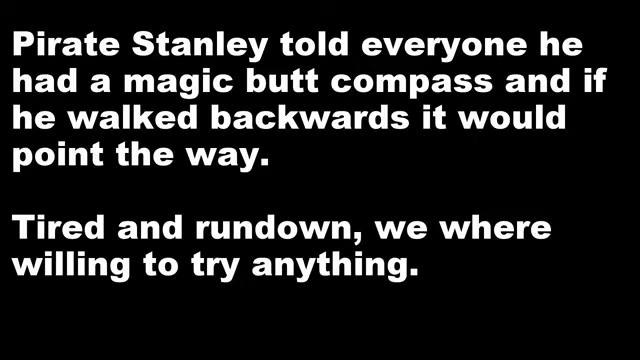 Pirate Stanley told everyone he
had a magic butt compass and if
he walked backwards it would
point the way.
Tired and rundown, we where
willing to try anything.